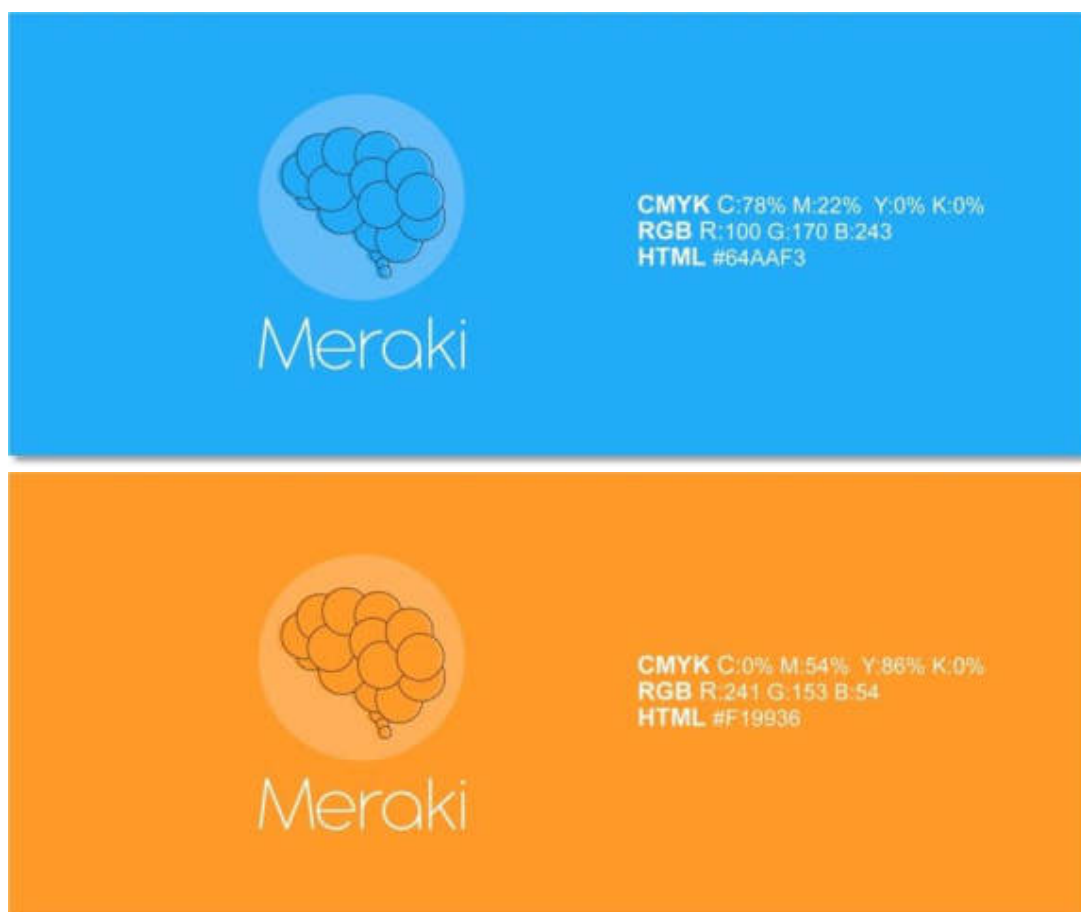 Meraki
CMYK C:78% M:22% Y:0% K:0%
RGB R:100 G:170 B:243
HTML #64AAF3
Meraki
CMYK C:0% M:54% Y:86% K:0%
RGB R:241 G:153 B:54
HTML #F19936